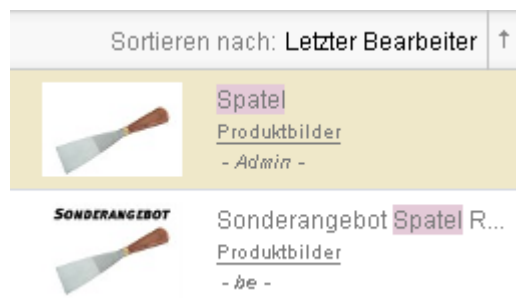 Sortieren nach: Letzter Bearbeiter ↑
Spatel
Produktbilder
- Admin -
SONDERANGEBOT
Sonderangebot Spatel R...
Produktbilder
- be -